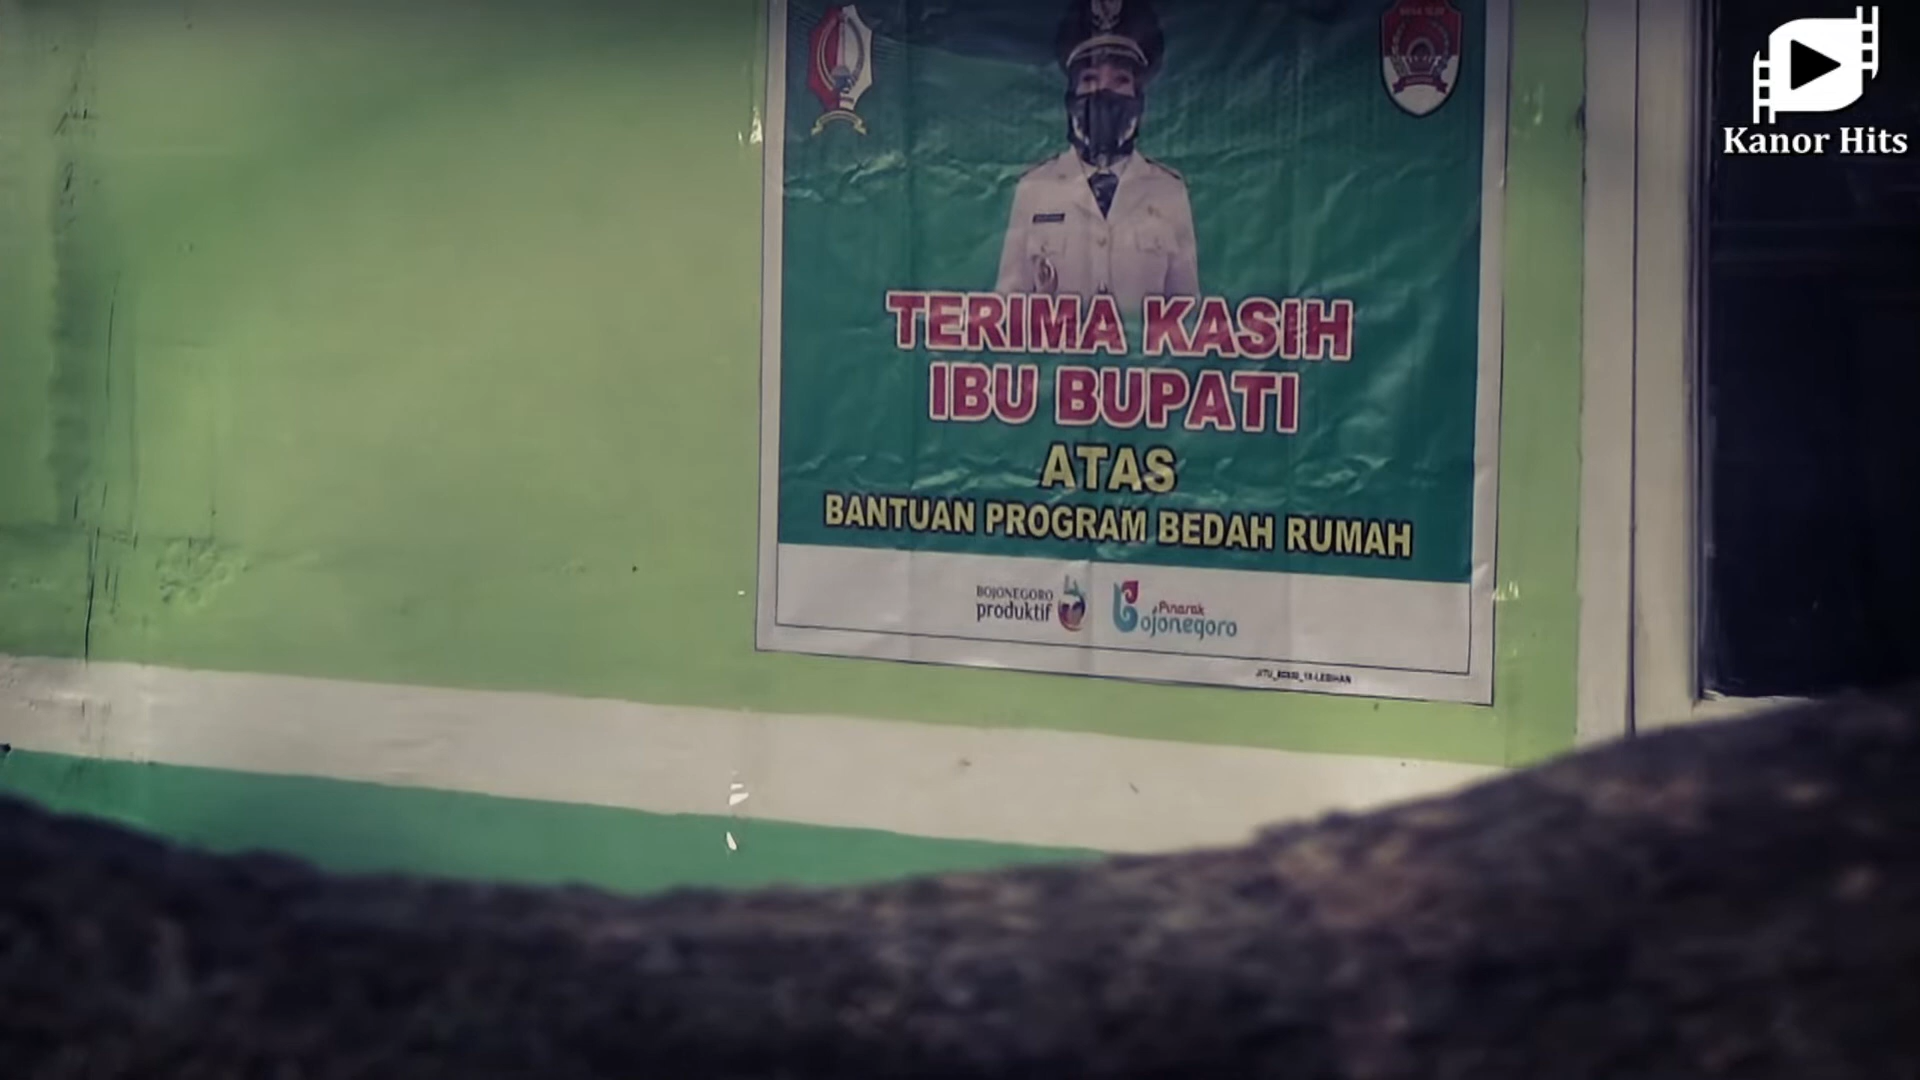 Kanor Hits
TERIMA KASIH
IBU BUPATI
ATAS
BANTUAN PROGRAM BEDAH RUMAH
BOJONEGORO
produktif
Pinarak
Bojonegoro